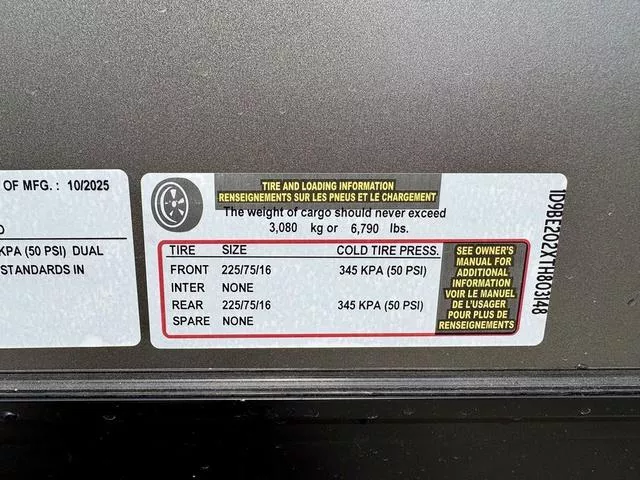 OF MFG. : 10/2025
KPA (50 PSI) DUAL
STANDARDS IN
TIRE AND LOADING INFORMATION
RENSEIGNEMENTS SUR LES PNEUS ET LE CHARGEMENT
The weight of cargo should never exceed
3,080 kg or 6,790 lbs.
TIRE SIZE COLD TIRE PRESS.
FRONT 225/75/16 345 KPA (50 PSI)
INTER NONE
REAR 225/75/16 345 KPA (50 PSI)
SPARE NONE
SEE OWNER'S
MANUAL FOR
ADDITIONAL
INFORMATION
VOIR LE MANUEL
DE L'USAGER
POUR PLUS DE
RENSEIGNEMENTS
1D9BE202XTH803148